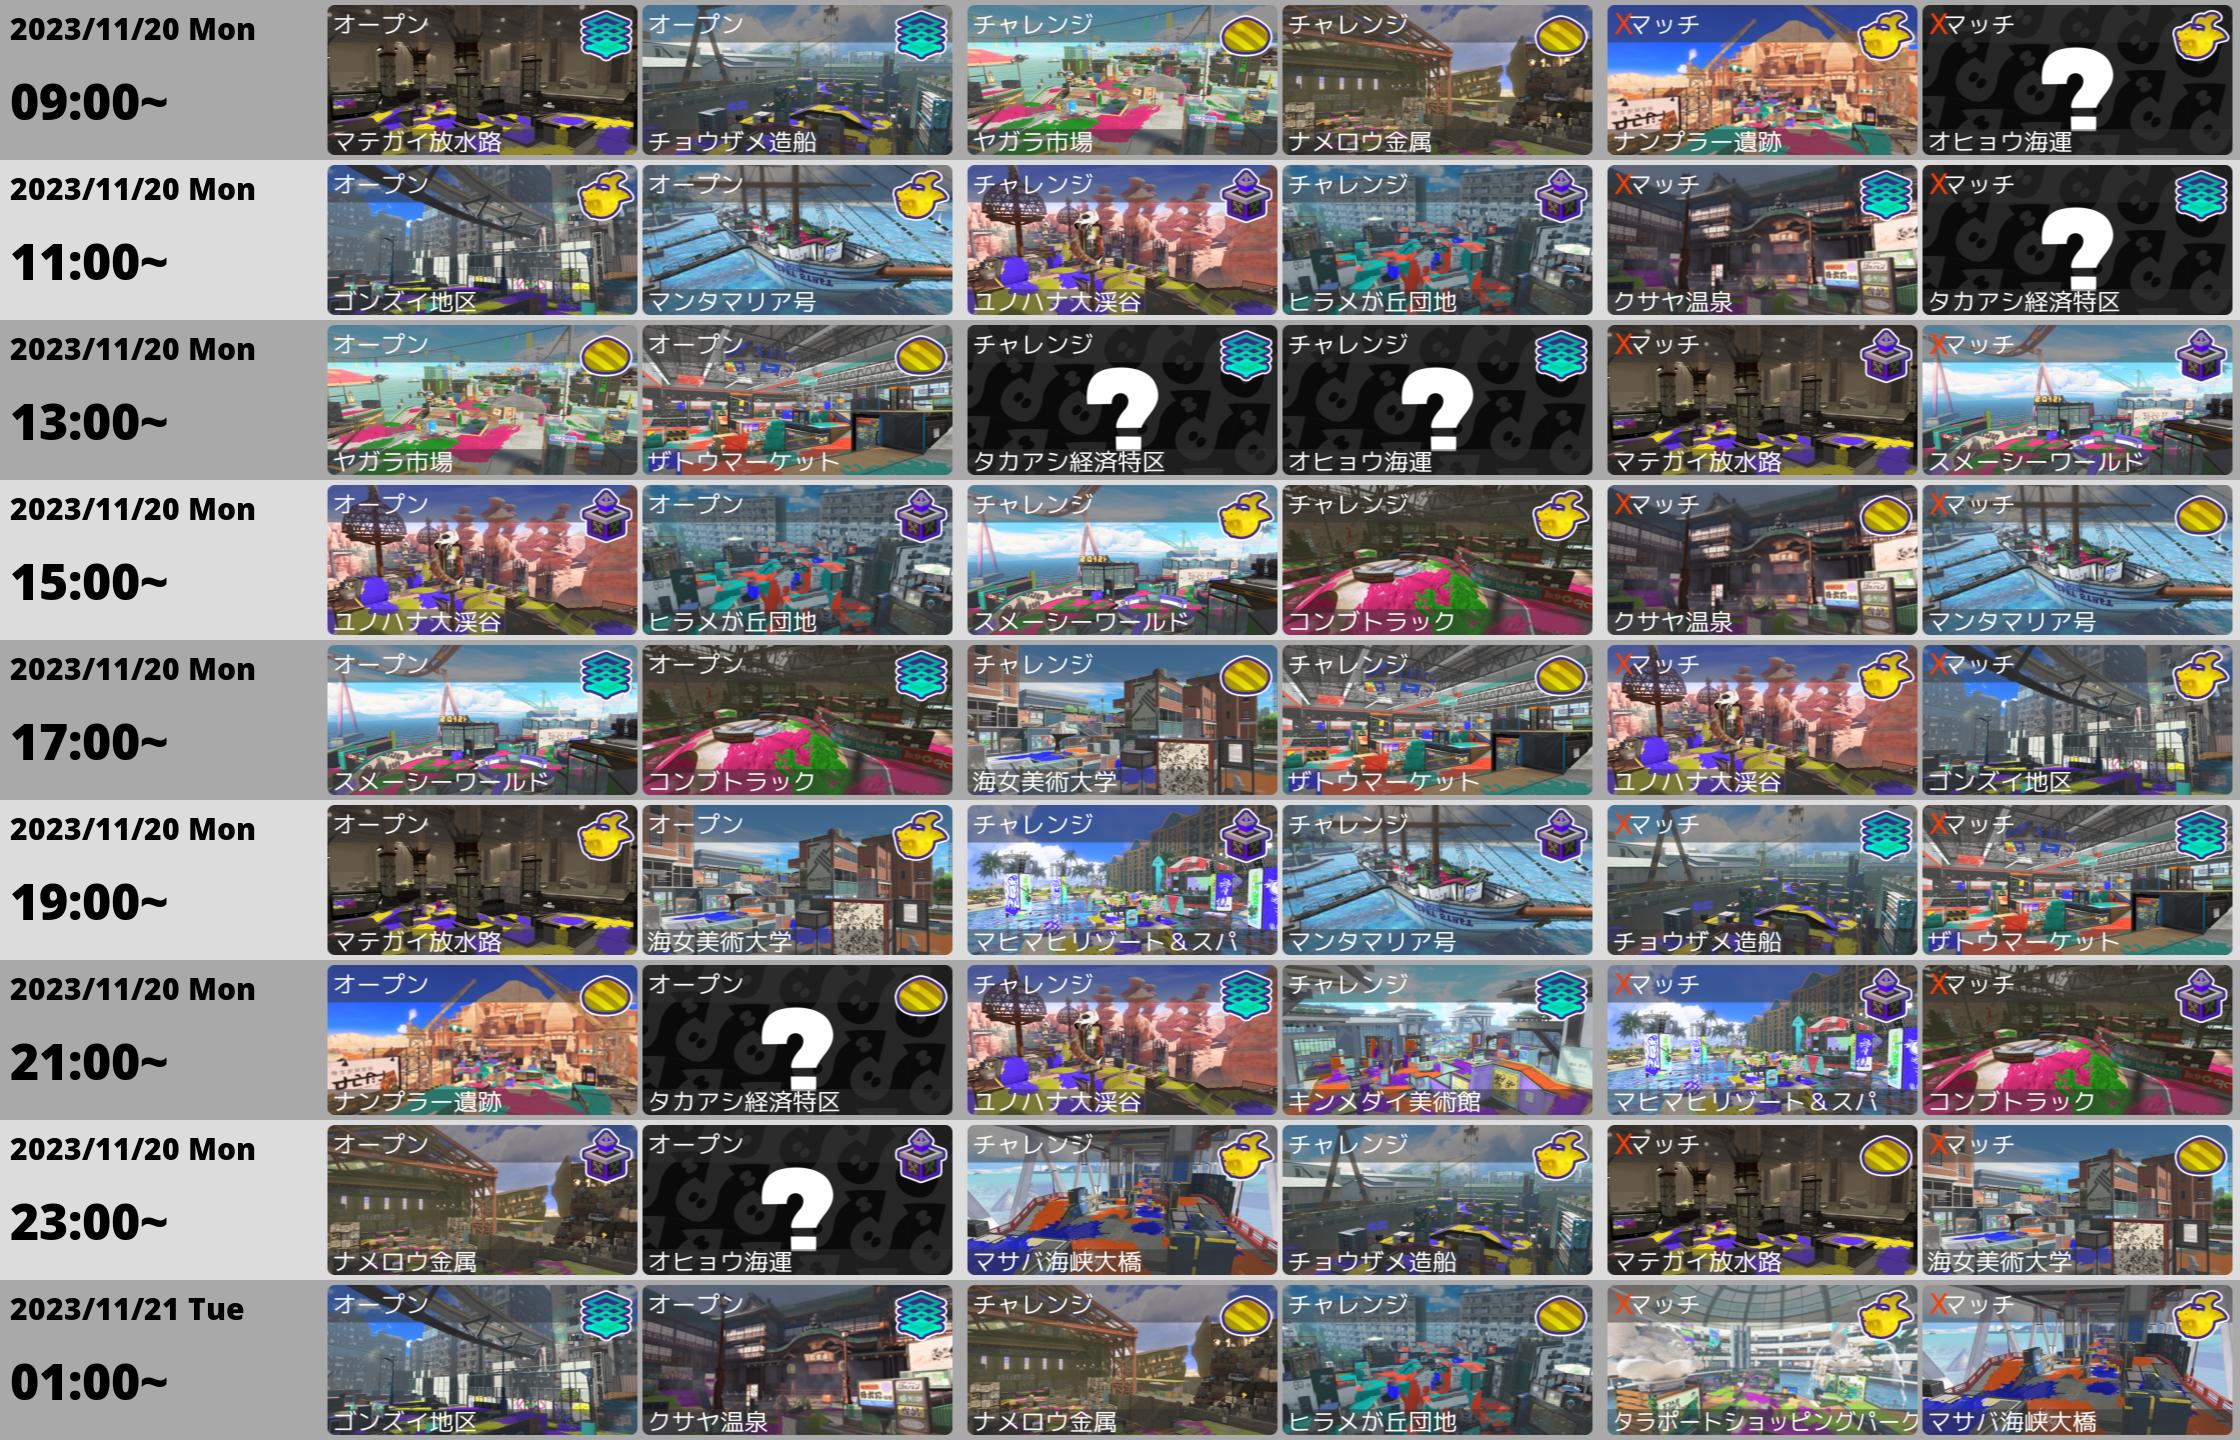 2023/11/20 Mon
09:00~
オープン
マテガイ放水路
オープン
チョウザメ造船
チャレンジ
ヤガラ市場
チャレンジ
ナメロウ金属
Xマッチ
ナンプラー遺跡
Xマッチ
オヒョウ海運
2023/11/20 Mon
11:00~
オープン
ゴンズイ地区
オープン
マンタマリア号
チャレンジ
ユノハナ大渓谷
チャレンジ
ヒラメが丘団地
Xマッチ
クサヤ温泉
Xマッチ
タカアシ経済特区
2023/11/20 Mon
13:00~
オープン
ヤガラ市場
オープン
ザトウマーケット
チャレンジ
タカアシ経済特区
チャレンジ
オヒョウ海運
Xマッチ
マテガイ放水路
Xマッチ
スメーシーワールド
2023/11/20 Mon
15:00~
オープン
ユノハナ大渓谷
オープン
ヒラメが丘団地
チャレンジ
スメーシーワールド
チャレンジ
コンブトラック
Xマッチ
クサヤ温泉
Xマッチ
マンタマリア号
2023/11/20 Mon
17:00~
オープン
スメーシーワールド
オープン
コンブトラック
チャレンジ
海女美術大学
チャレンジ
ザトウマーケット
Xマッチ
ユノハナ大渓谷
Xマッチ
ゴンズイ地区
2023/11/20 Mon
19:00~
オープン
マテガイ放水路
オープン
海女美術大学
チャレンジ
マヒマヒリゾート＆スパ
チャレンジ
マンタマリア号
Xマッチ
チョウザメ造船
Xマッチ
ザトウマーケット
2023/11/20 Mon
21:00~
オープン
ナンプラー遺跡
オープン
タカアシ経済特区
チャレンジ
ユノハナ大渓谷
チャレンジ
キンメダイ美術館
Xマッチ
マヒマヒリゾート＆スパ
Xマッチ
コンブトラック
2023/11/20 Mon
23:00~
オープン
ナメロウ金属
オープン
オヒョウ海運
チャレンジ
マサバ海峡大橋
チャレンジ
チョウザメ造船
Xマッチ
マテガイ放水路
Xマッチ
海女美術大学
2023/11/21 Tue
01:00~
オープン
ゴンズイ地区
オープン
クサヤ温泉
チャレンジ
ナメロウ金属
チャレンジ
ヒラメが丘団地
Xマッチ
タラポートショッピングパーク
Xマッチ
マサバ海峡大橋